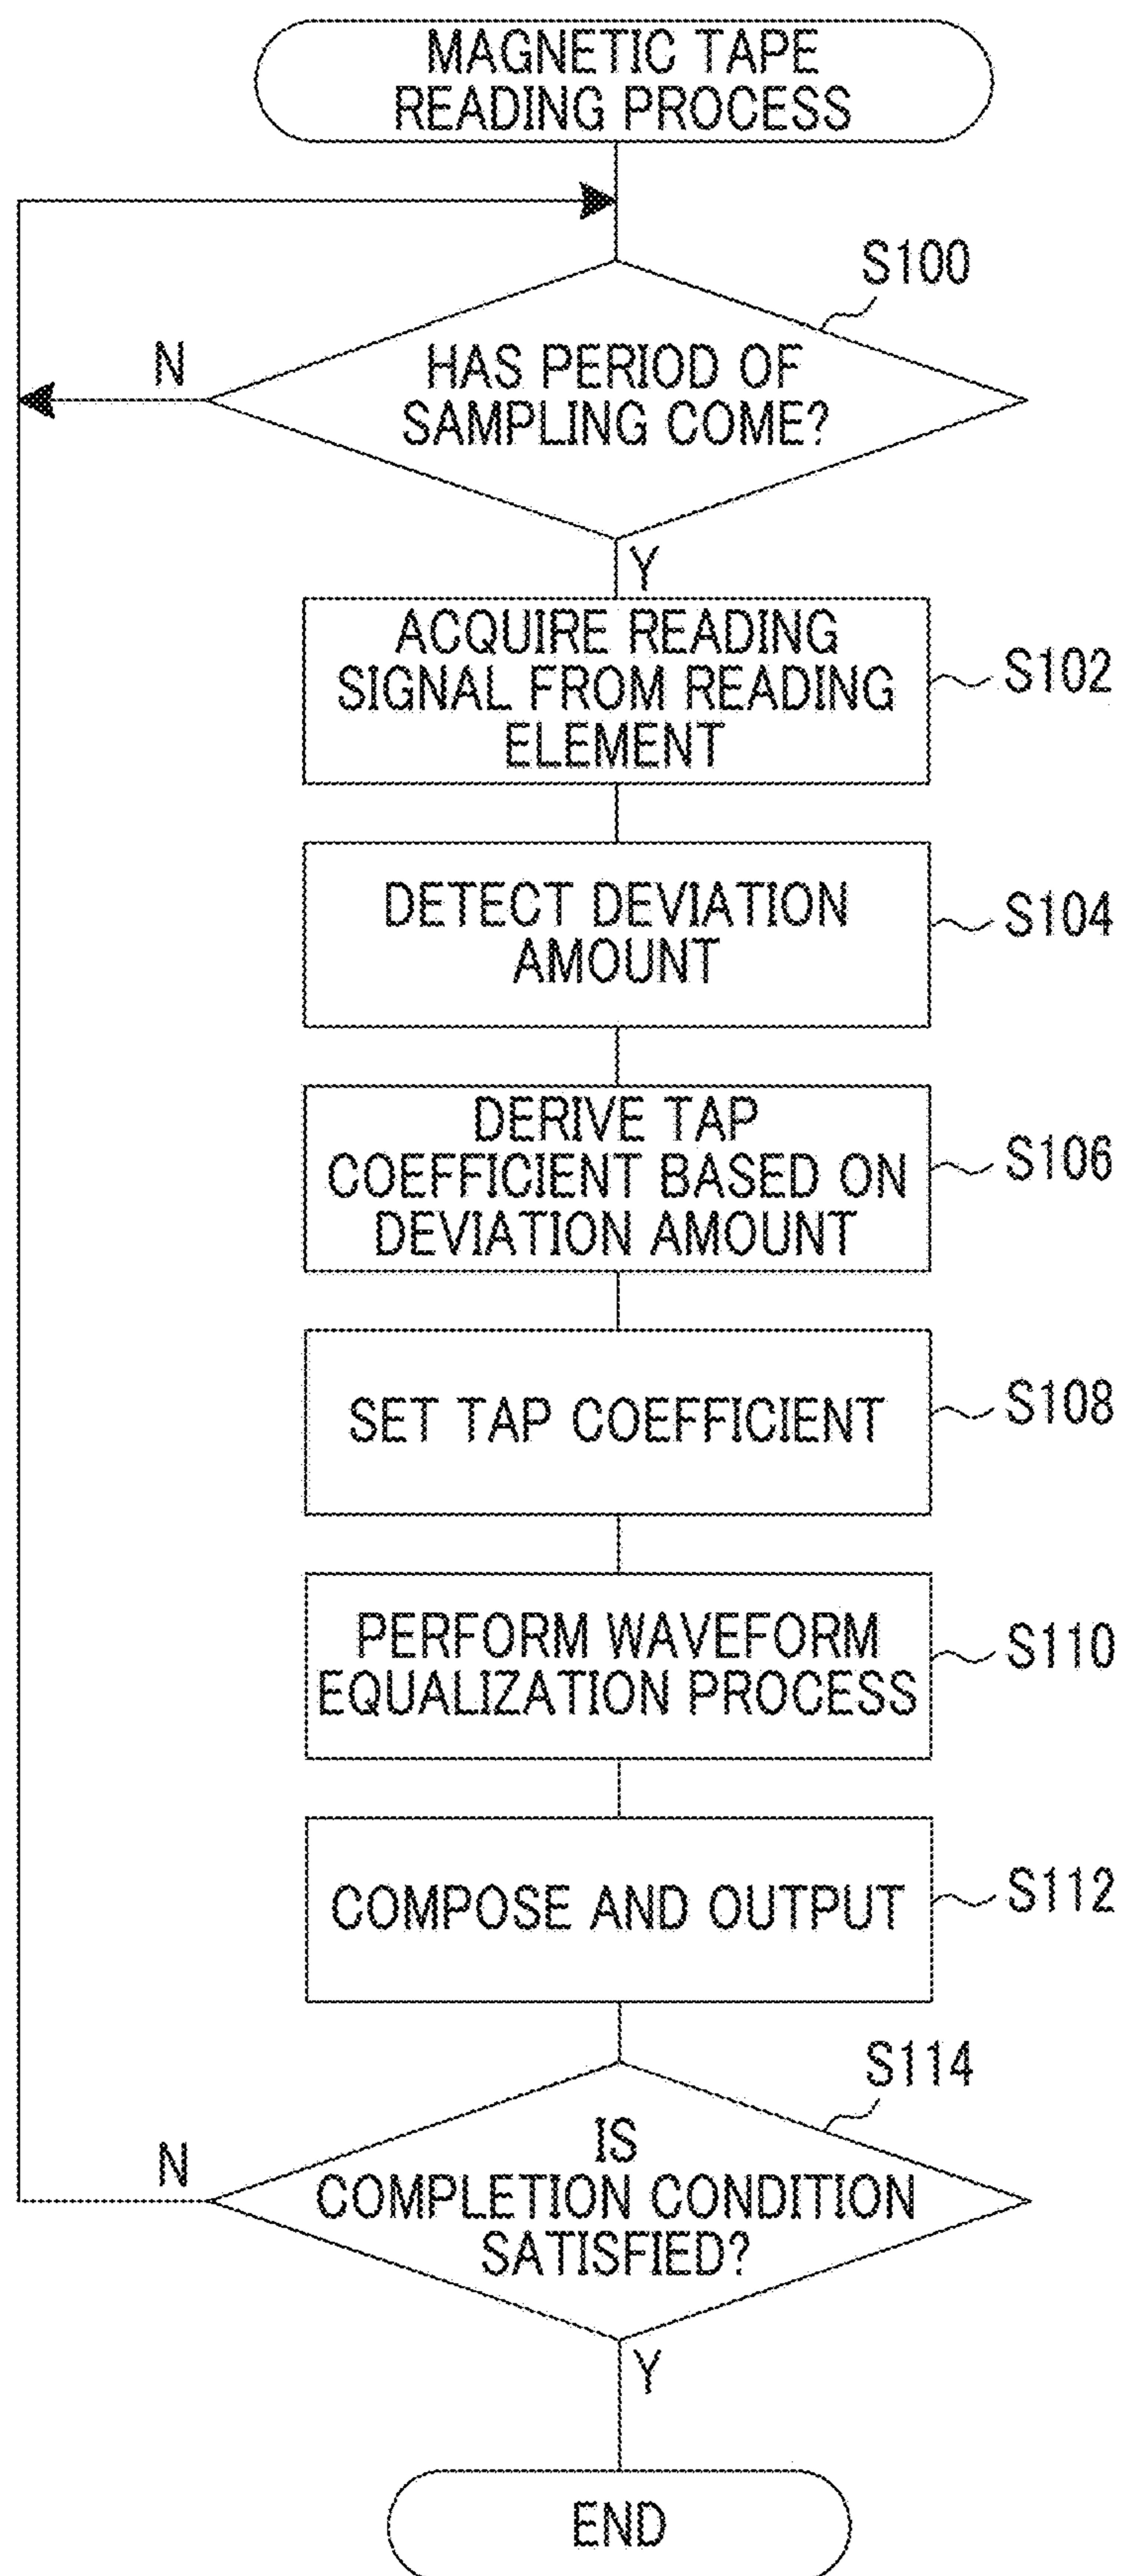 MAGNETIC TAPE
READING PROCESS
S100
N
HAS PERIOD OF
SAMPLING COME?
Y
ACQUIRE READING
SIGNAL FROM READING
ELEMENT
S102
DETECT DEVIATION
AMOUNT
S104
DERIVE TAP
COEFFICIENT BASED ON
DEVIATION AMOUNT
S106
SET TAP COEFFICIENT
S108
PERFORM WAVEFORM
EQUALIZATION PROCESS
S110
COMPOSE AND OUTPUT
S112
S114
N
IS
COMPLETION CONDITION
SATISFIED?
Y
END